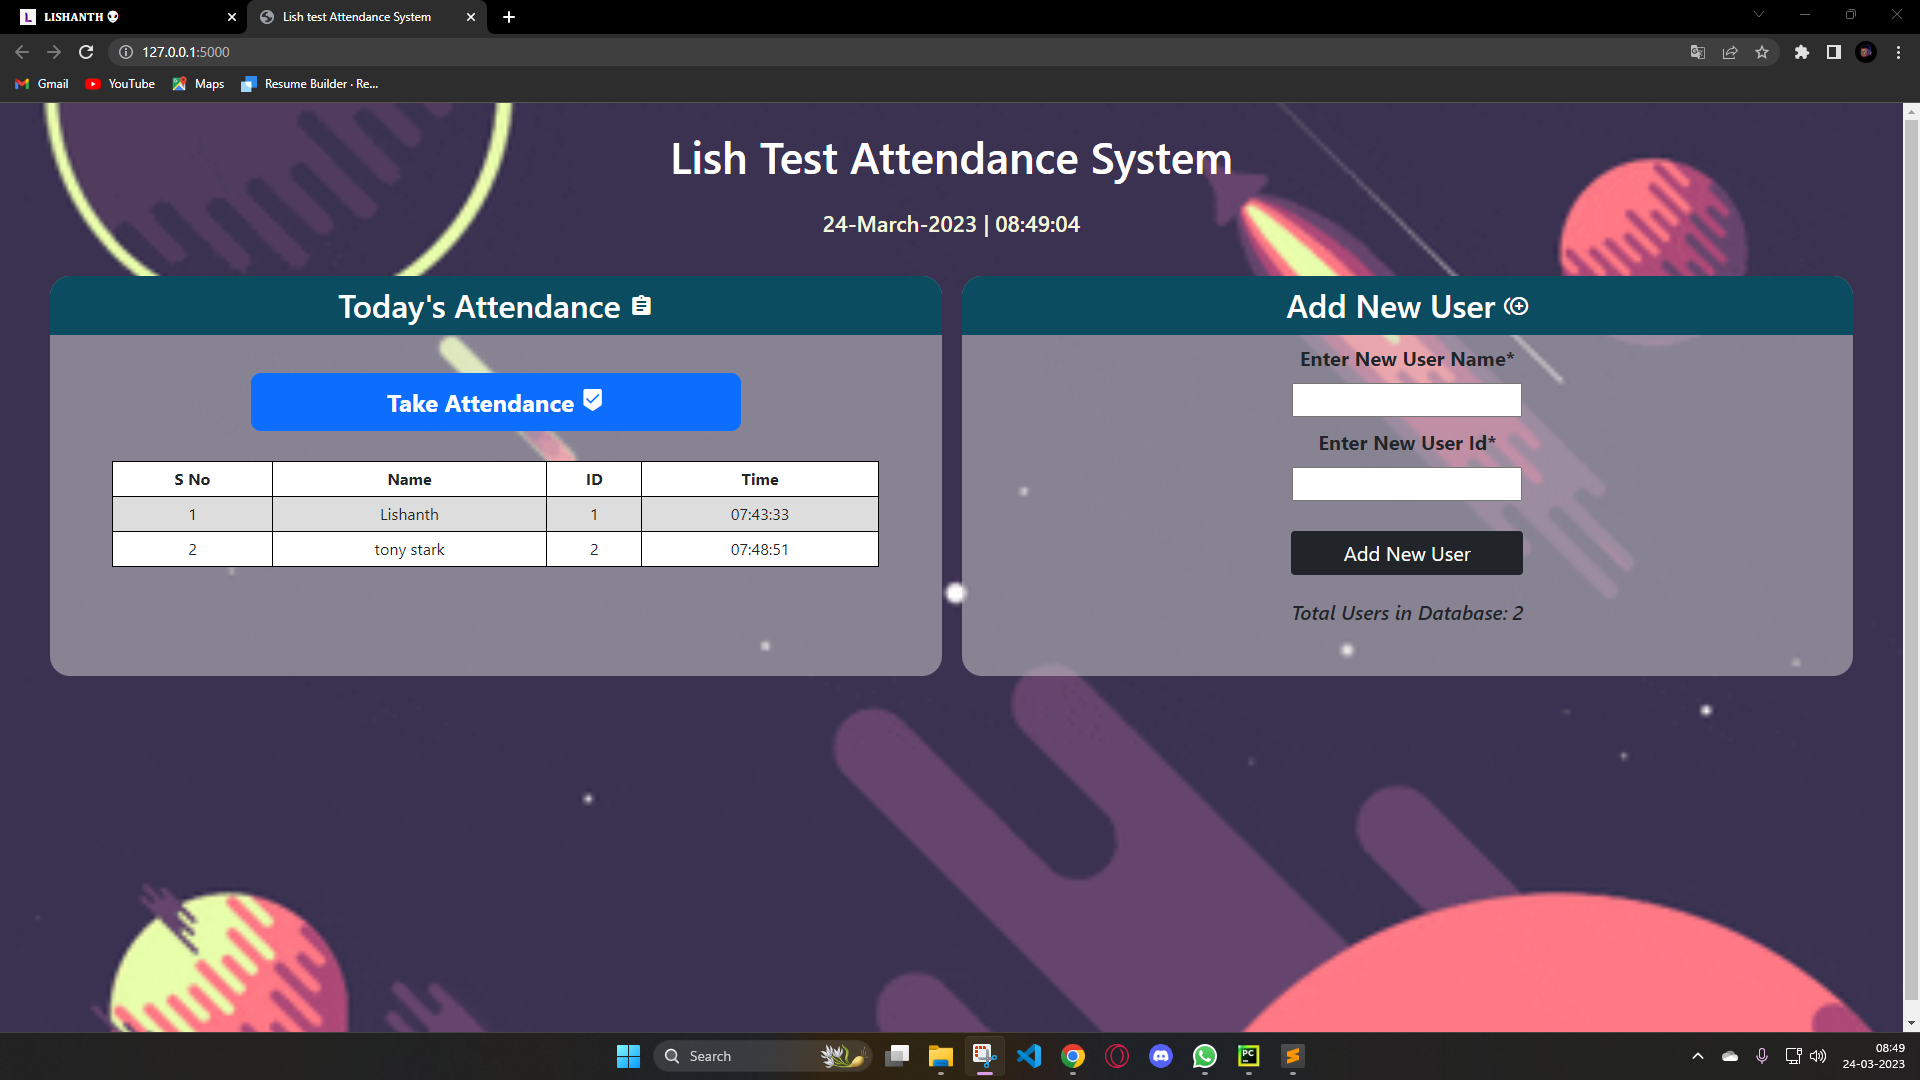 LISHANTH 💀
Lish test Attendance System
127.0.0.1:5000
Gmail
YouTube
Maps
Resume Builder · Re...
Lish Test Attendance System
24-March-2023 | 08:49:04
Today's Attendance
Take Attendance
S No Name ID Time
1 Lishanth 1 07:43:33
2 tony stark 2 07:48:51
Add New User
Enter New User Name*
Enter New User Id*
Add New User
Total Users in Database: 2
Search
08:49
24-03-2023